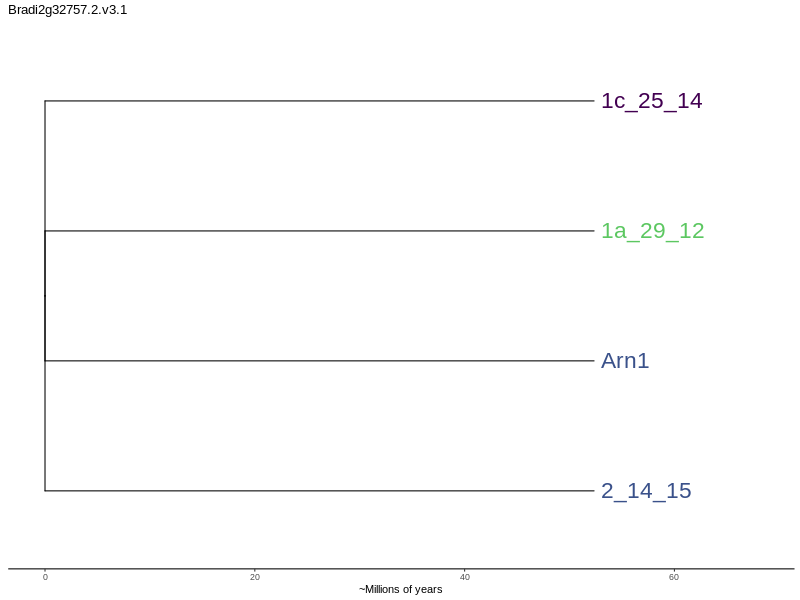 Bradi2g32757.2.v3.1
1c_25_14
1a_29_12
Arn1
2_14_15
0 20 40 60
~Millions of years